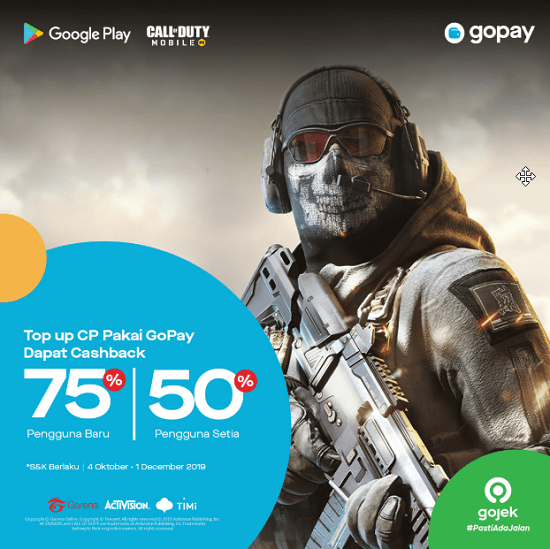 Google Play
CALL OF DUTY
MOBILE
gopay
Top up CP Pakai GoPay
Dapat Cashback
75% 50%
Pengguna Baru Pengguna Setia
*S&K Berlaku | 4 Oktober - 1 December 2019
Garena ACTIVISION. TiMi
gojek
#PastiAdaJalan